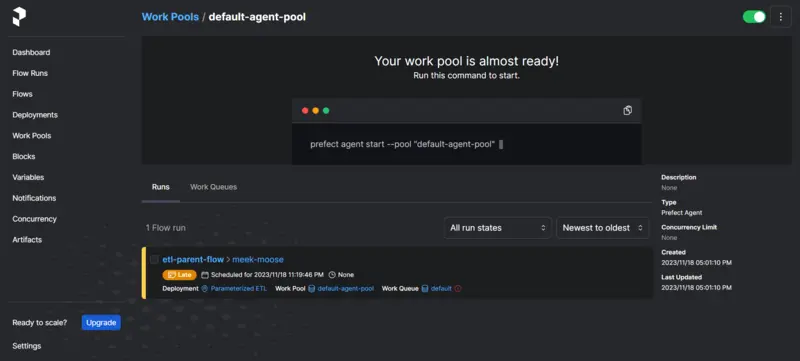 Work Pools / default-agent-pool
Dashboard
Flow Runs
Flows
Deployments
Work Pools
Blocks
Variables
Notifications
Concurrency
Artifacts
Ready to scale? Upgrade
Settings
Your work pool is almost ready!
Run this command to start.
prefect agent start --pool "default-agent-pool"
Runs Work Queues
1 Flow run All run states Newest to oldest
etl-parent-flow > meek-moose
Late Scheduled for 2023/11/18 11:19:46 PM None
Deployment Parameterized ETL Work Pool default-agent-pool Work Queue default
Description
None
Type
Prefect Agent
Concurrency Limit
None
Created
2023/11/18 05:01:10 PM
Last Updated
2023/11/18 05:01:10 PM